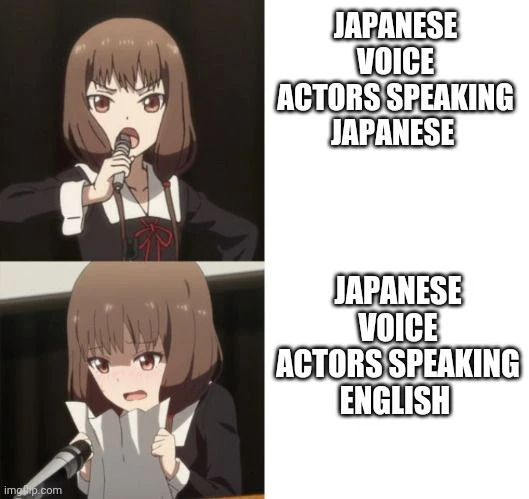 JAPANESE
VOICE
ACTORS SPEAKING
JAPANESE
JAPANESE
VOICE
ACTORS SPEAKING
ENGLISH
imgflip.com